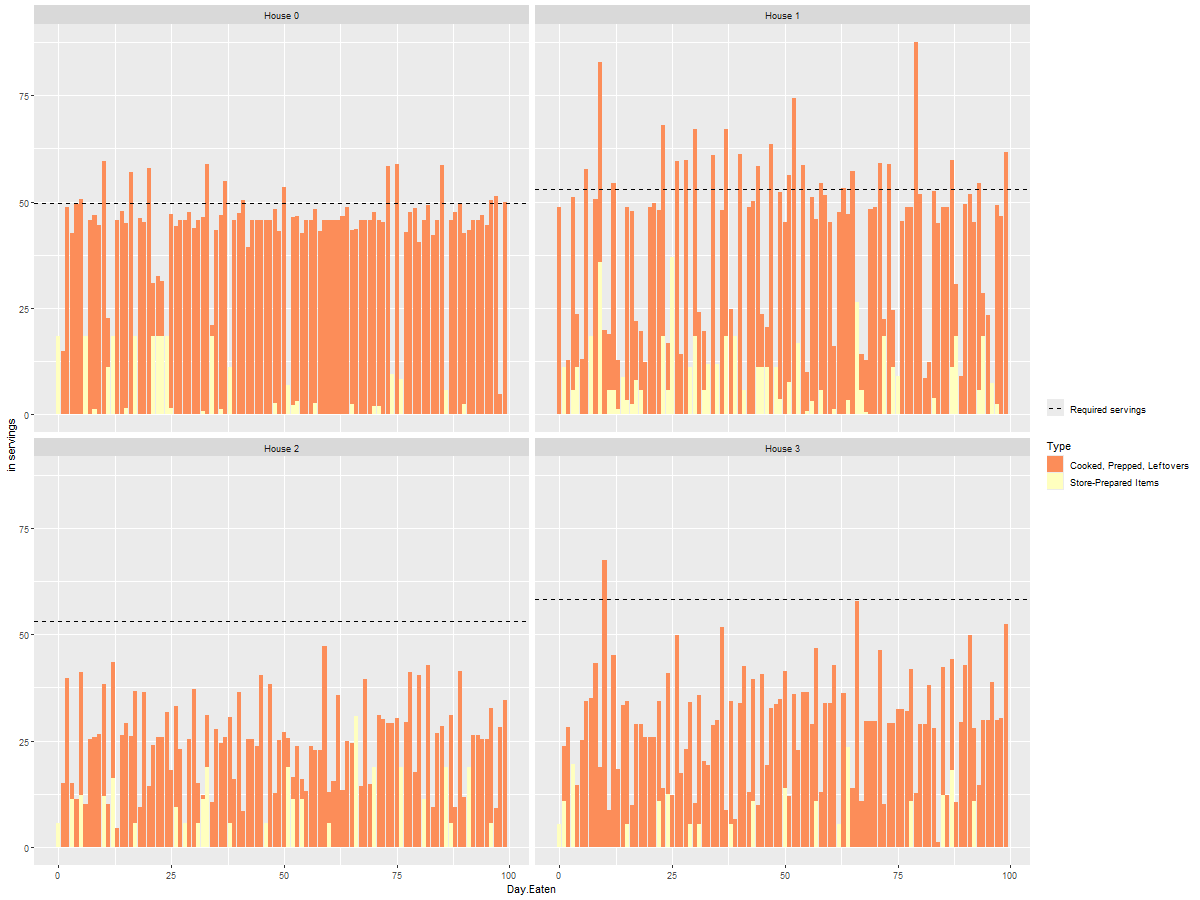 House 0
House 1
75
50
25
0
House 2
House 3
75
50
25
0
0
25
50
75
100
0
25
50
75
100
Day.Eaten
in servings
Required servings
Type
Cooked, Prepped, Leftovers
Store-Prepared Items